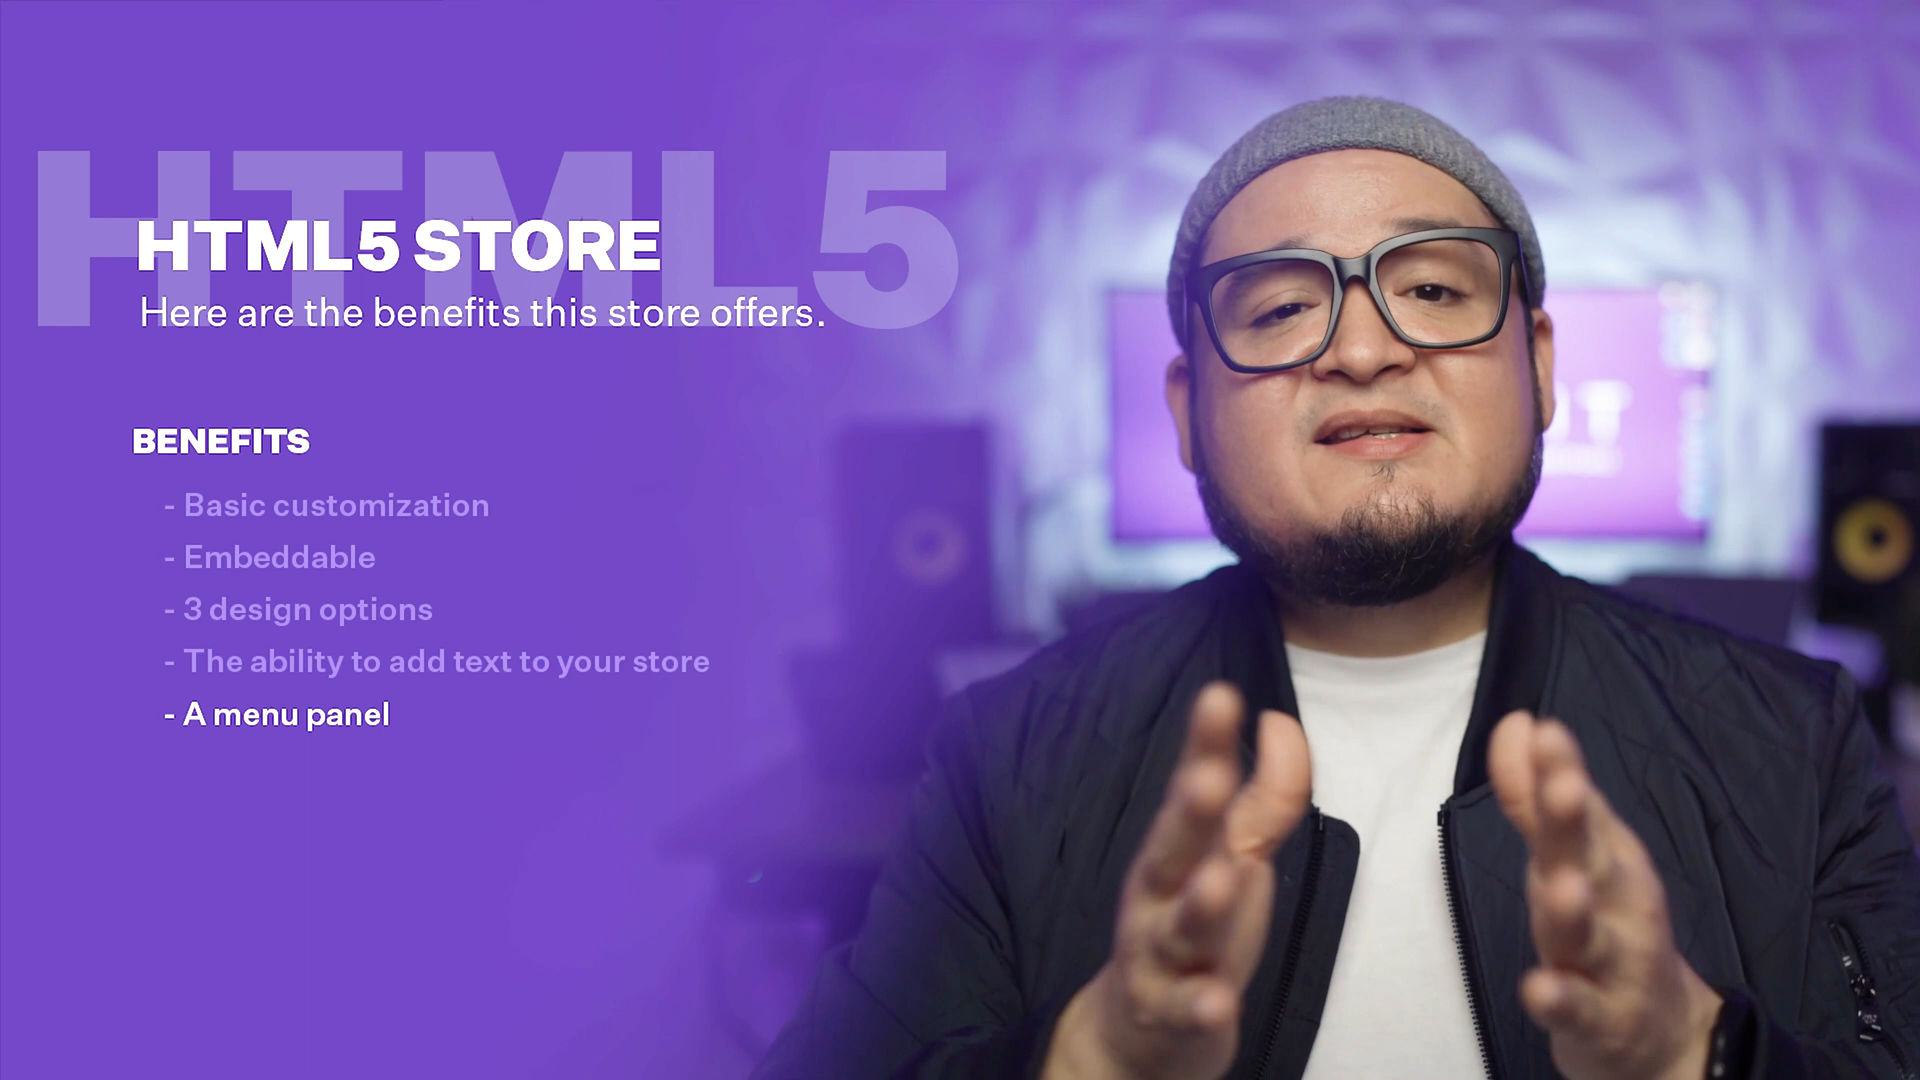 HTML5
HTML5 STORE
Here are the benefits this store offers.
BENEFITS
- Basic customization
- Embeddable
- 3 design options
- The ability to add text to your store
- A menu panel